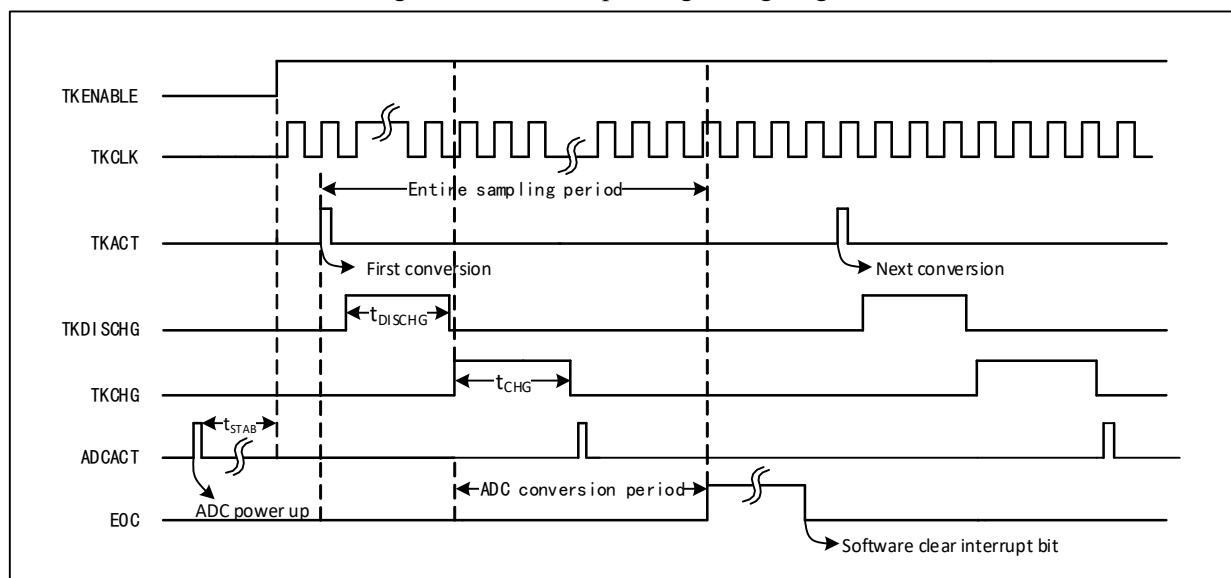 TKENABLE
TKCLK
Entire sampling period
TKACT
First conversion
Next conversion
TKDISCHG
tDISCHG
TKCHG
tCHG
tSTAB
ADCACT
ADC power up
ADC conversion period
EOC
Software clear interrupt bit